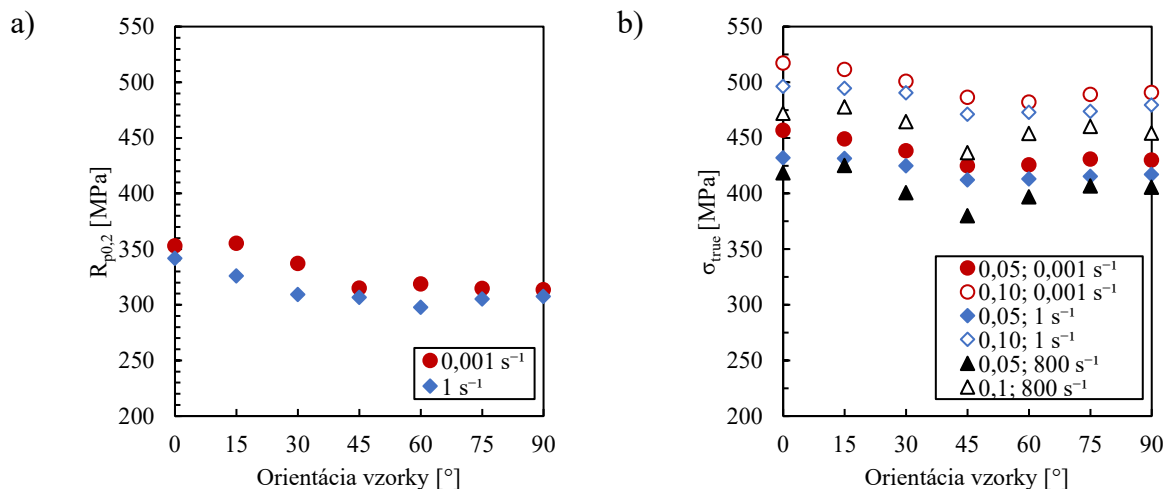 a)
550
500
450
400
350
300
250
200
R_p0,2 [MPa]
0 15 30 45 60 75 90
Orientácia vzorky [°]
0,001 s⁻¹
1 s⁻¹
b)
550
500
450
400
350
300
250
200
σ_true [MPa]
0 15 30 45 60 75 90
Orientácia vzorky [°]
0,05; 0,001 s⁻¹
0,10; 0,001 s⁻¹
0,05; 1 s⁻¹
0,10; 1 s⁻¹
0,05; 800 s⁻¹
0,1; 800 s⁻¹